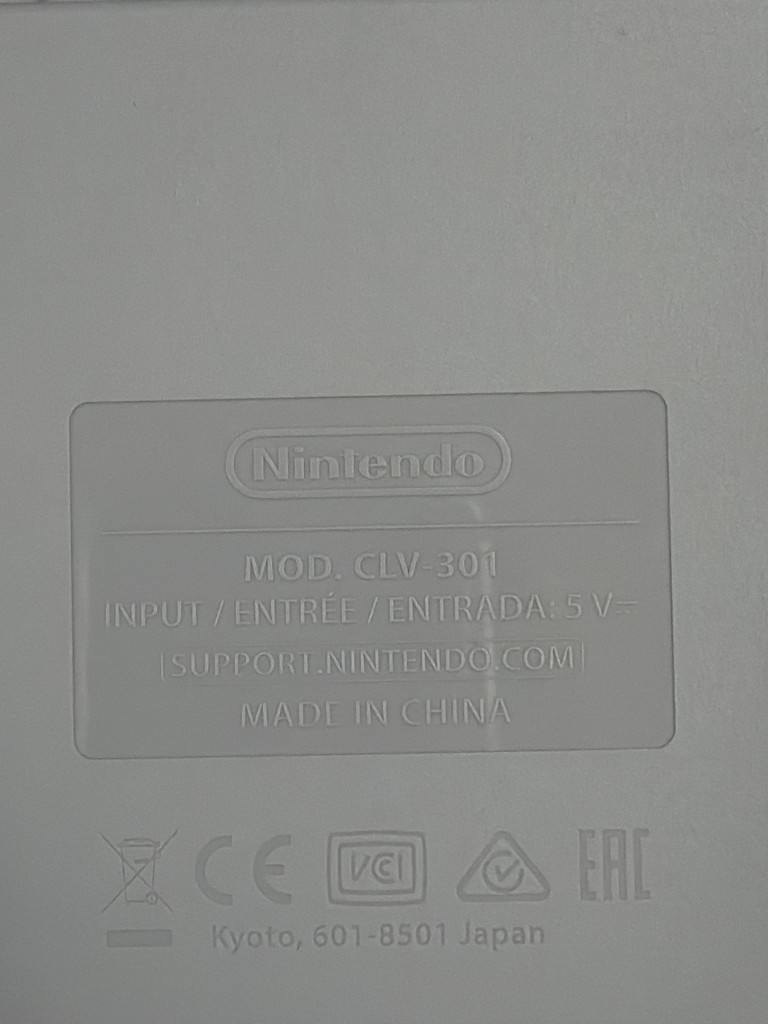 Nintendo
MOD. CLV-301
INPUT / ENTRÉE / ENTRADA: 5 V⎓
SUPPORT.NINTENDO.COM
MADE IN CHINA
CE VCCI EAC
Kyoto, 601-8501 Japan